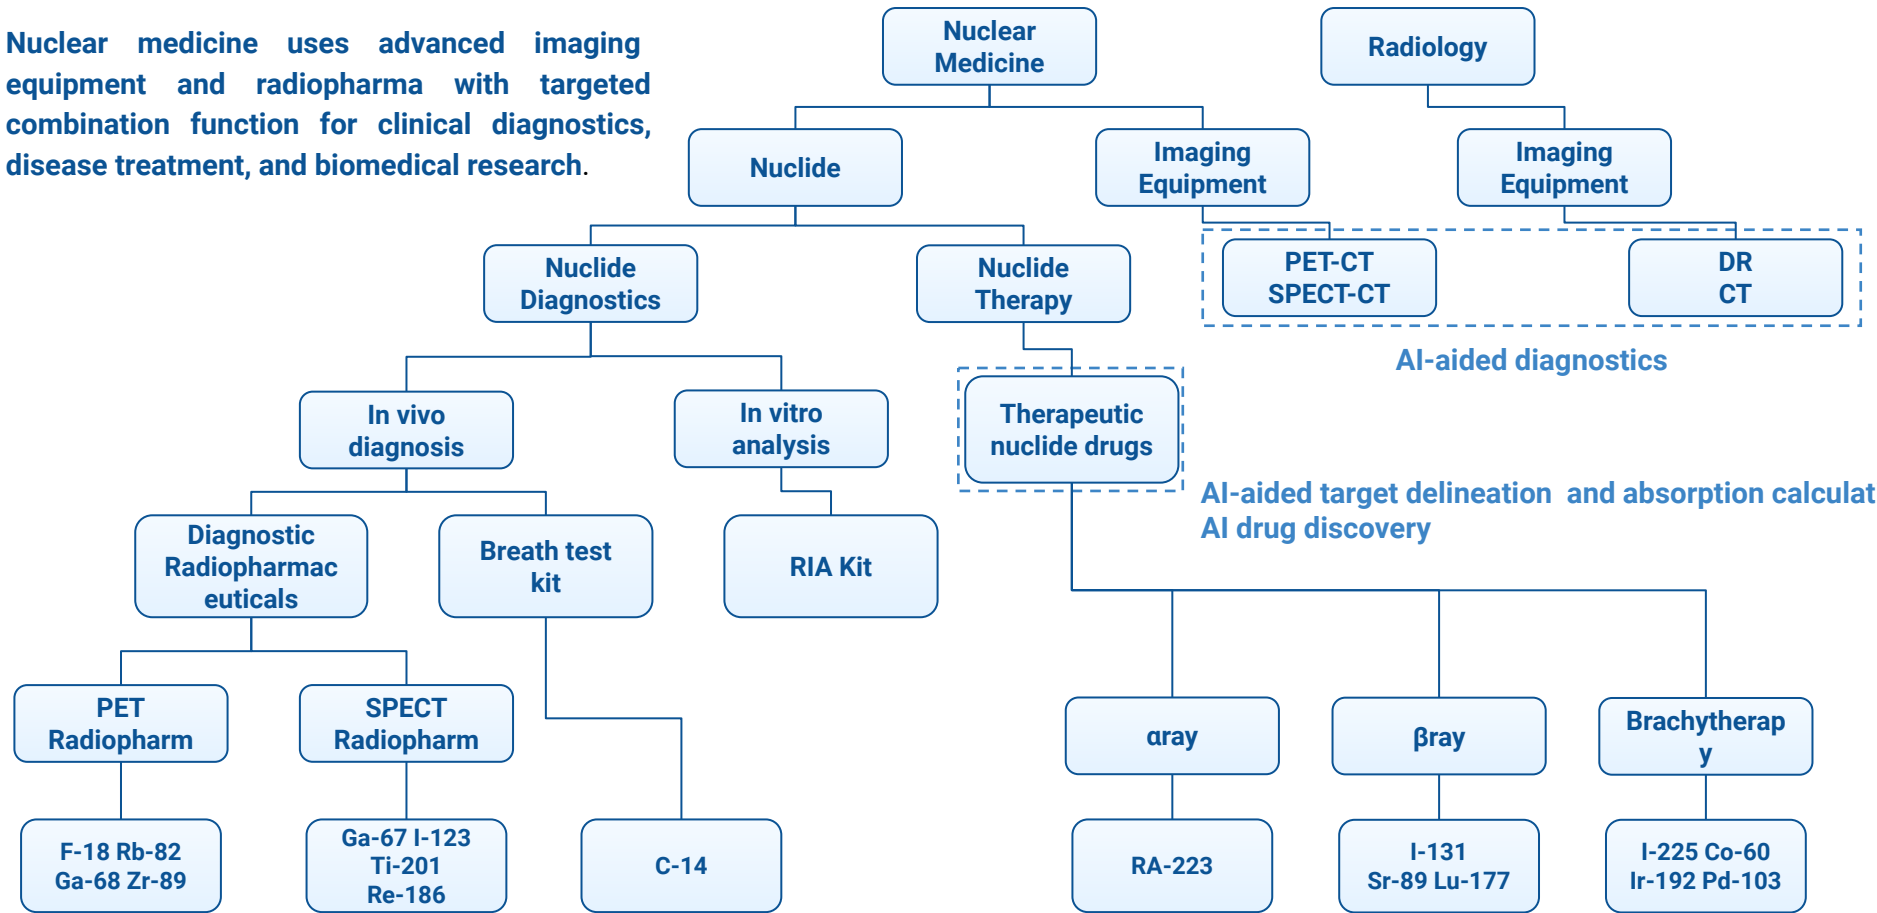 Nuclear medicine uses advanced imaging
equipment and radiopharma with targeted
combination function for clinical diagnostics,
disease treatment, and biomedical research.
Nuclear
Medicine
Radiology
Nuclide
Imaging
Equipment
Imaging
Equipment
Nuclide
Diagnostics
Nuclide
Therapy
PET-CT
SPECT-CT
DR
CT
AI-aided diagnostics
In vivo
diagnosis
In vitro
analysis
Therapeutic
nuclide drugs
AI-aided target delineation and absorption calculat
AI drug discovery
Diagnostic
Radiopharmac
euticals
Breath test
kit
RIA Kit
PET
Radiopharm
SPECT
Radiopharm
αray
βray
Brachytherap
y
F-18 Rb-82
Ga-68 Zr-89
Ga-67 I-123
Ti-201
Re-186
C-14
RA-223
I-131
Sr-89 Lu-177
I-225 Co-60
Ir-192 Pd-103